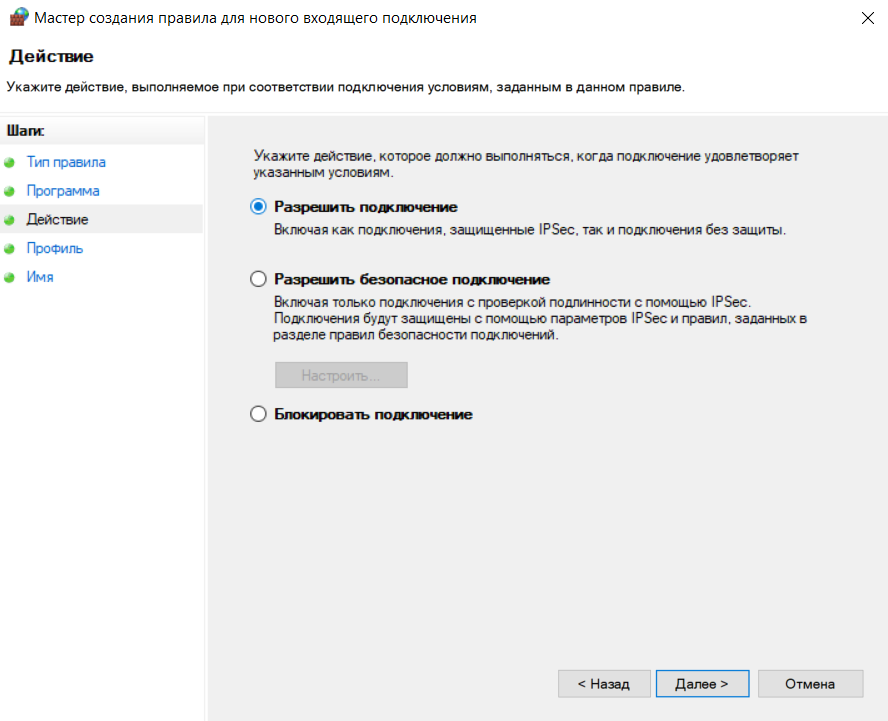 Мастер создания правила для нового входящего подключения
Действие
Укажите действие, выполняемое при соответствии подключения условиям, заданным в данном правиле.
Шаги:
Тип правила
Программа
Действие
Профиль
Имя
Укажите действие, которое должно выполняться, когда подключение удовлетворяет
указанным условиям.
Разрешить подключение
Включая как подключения, защищенные IPSec, так и подключения без защиты.
Разрешить безопасное подключение
Включая только подключения с проверкой подлинности с помощью IPSec.
Подключения будут защищены с помощью параметров IPSec и правил, заданных в
разделе правил безопасности подключений.
Настроить...
Блокировать подключение
< Назад
Далее >
Отмена